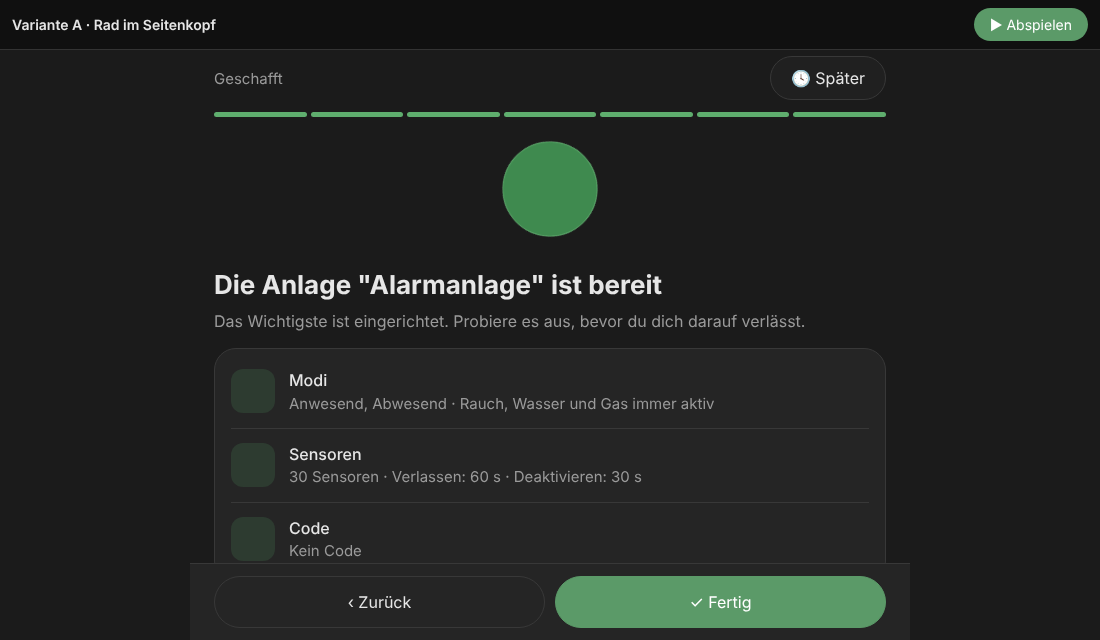 Variante A · Rad im Seitenkopf
▶ Abspielen
Geschafft
🕓 Später
Die Anlage "Alarmanlage" ist bereit
Das Wichtigste ist eingerichtet. Probiere es aus, bevor du dich darauf verlässt.
Modi
Anwesend, Abwesend · Rauch, Wasser und Gas immer aktiv
Sensoren
30 Sensoren · Verlassen: 60 s · Deaktivieren: 30 s
Code
Kein Code
‹ Zurück
✓ Fertig